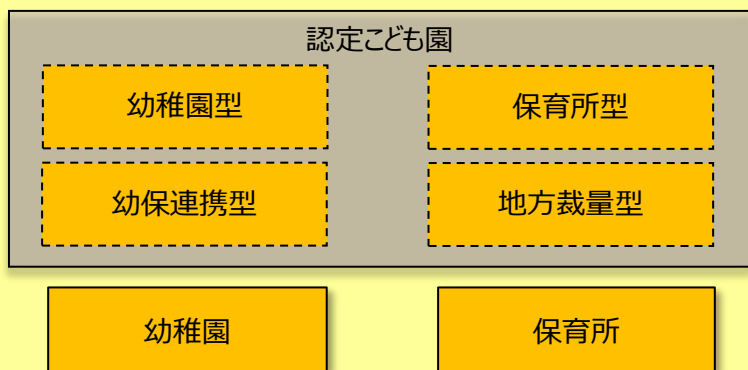 認定こども園
幼稚園型
保育所型
幼保連携型
地方裁量型
幼稚園
保育所